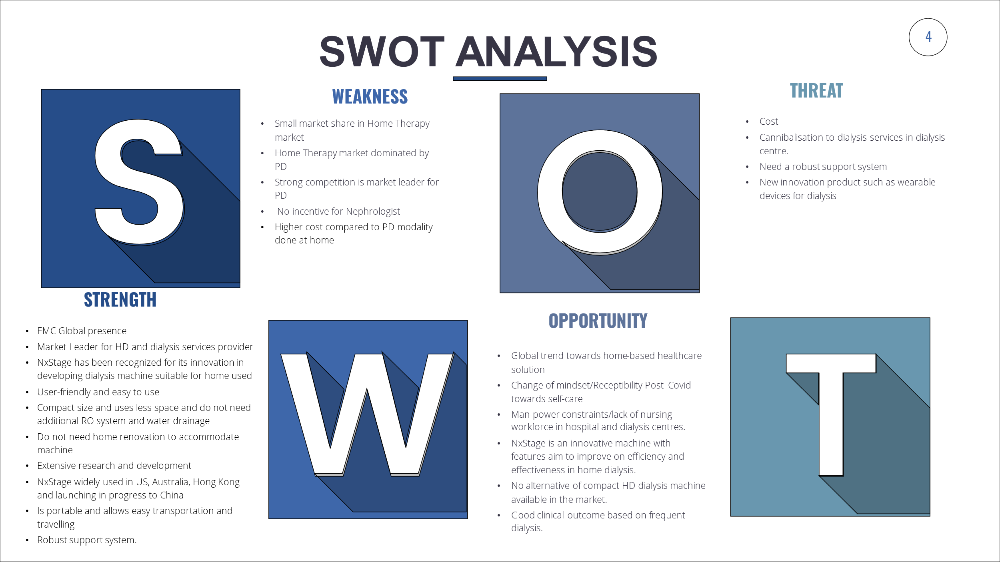 SWOT ANALYSIS
4
S
STRENGTH
• FMC Global presence
• Market Leader for HD and dialysis services provider
• NxStage has been recognized for its innovation in
developing dialysis machine suitable for home used
• User-friendly and easy to use
• Compact size and uses less space and do not need
additional RO system and water drainage
• Do not need home renovation to accommodate
machine
• Extensive research and development
• NxStage widely used in US, Australia, Hong Kong
and launching in progress to China
• Is portable and allows easy transportation and
travelling
• Robust support system.
WEAKNESS
• Small market share in Home Therapy
market
• Home Therapy market dominated by
PD
• Strong competition is market leader for
PD
• No incentive for Nephrologist
• Higher cost compared to PD modality
done at home
W
O
OPPORTUNITY
• Global trend towards home-based healthcare
solution
• Change of mindset/Receptibility Post-Covid
towards self-care
• Man-power constraints/lack of nursing
workforce in hospital and dialysis centres.
• NxStage is an innovative machine with
features aim to improve on efficiency and
effectiveness in home dialysis.
• No alternative of compact HD dialysis machine
available in the market.
• Good clinical outcome based on frequent
dialysis.
THREAT
• Cost
• Cannibalisation to dialysis services in dialysis
centre.
• Need a robust support system
• New innovation product such as wearable
devices for dialysis
T